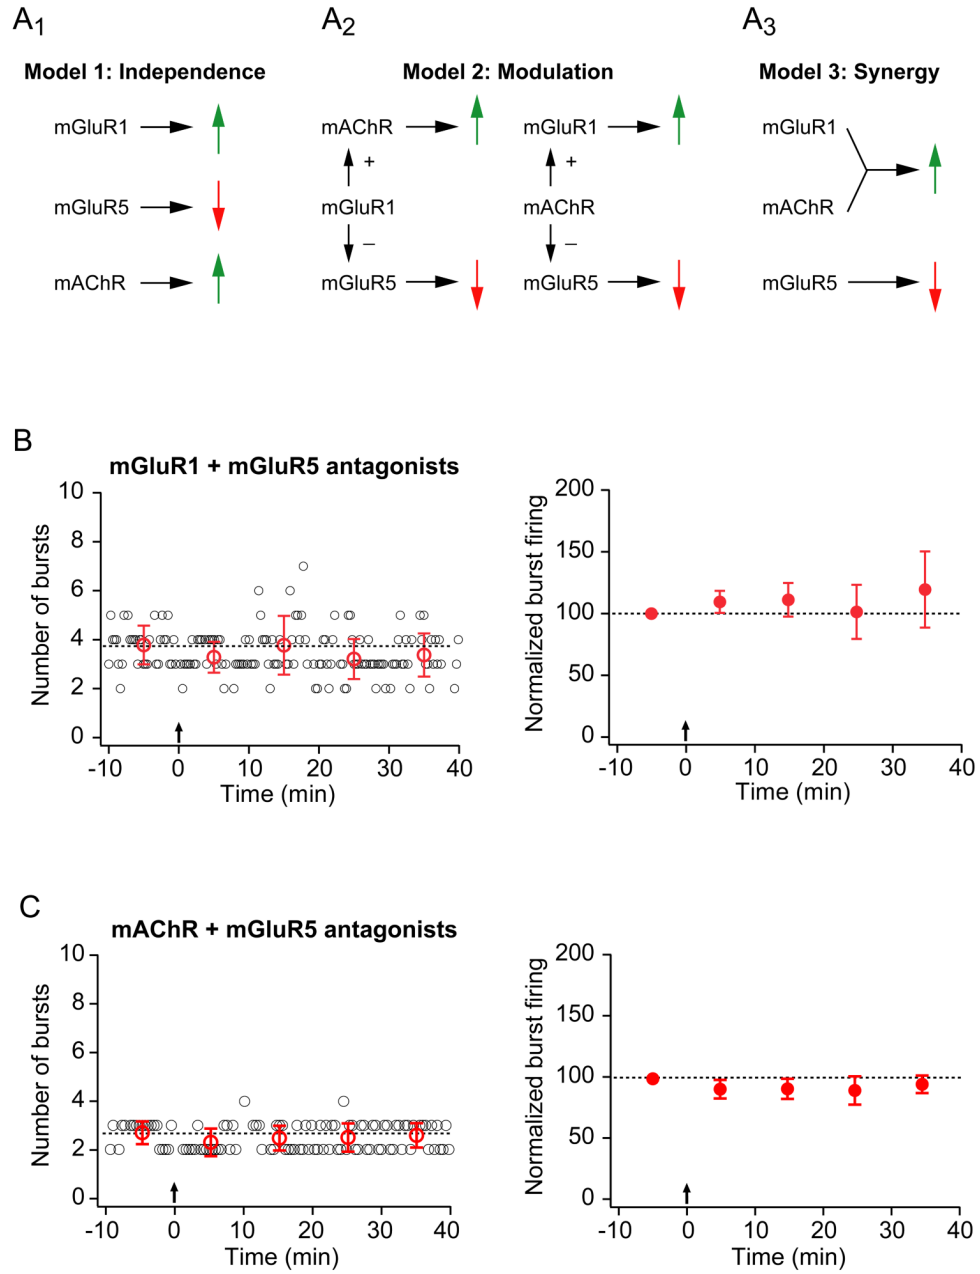 A1 A2 A3
Model 1: Independence Model 2: Modulation Model 3: Synergy
mGluR1 mAChR mGluR1 mGluR1
+ +
mGluR5 mGluR1 mAChR mAChR
– –
mAChR mGluR5 mGluR5 mGluR5
B
mGluR1 + mGluR5 antagonists
Number of bursts
10
8
6
4
2
0
-10 0 10 20 30 40
Time (min)
Normalized burst firing
200
150
100
50
0
-10 0 10 20 30 40
Time (min)
C
mAChR + mGluR5 antagonists
Number of bursts
10
8
6
4
2
0
-10 0 10 20 30 40
Time (min)
Normalized burst firing
200
150
100
50
0
-10 0 10 20 30 40
Time (min)